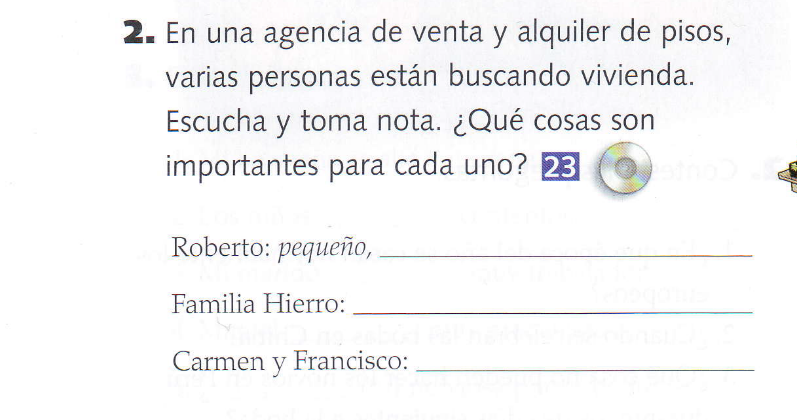 2. En una agencia de venta y alquiler de pisos,
varias personas están buscando vivienda.
Escucha y toma nota. ¿Qué cosas son
importantes para cada uno? 23
Roberto: pequeño,
Familia Hierro:
Carmen y Francisco: